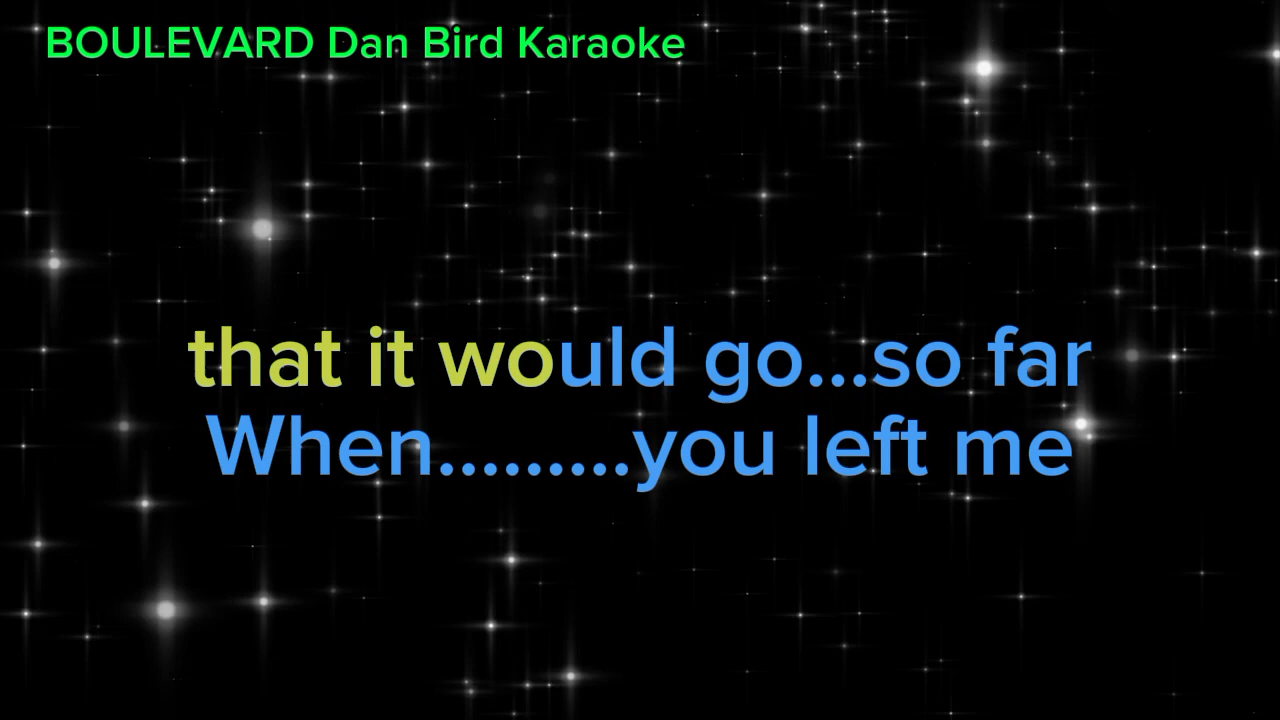 BOULEVARD Dan Bird Karaoke
that it would go...so far
When.........you left me